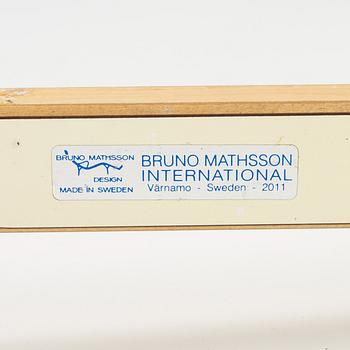 BRUNO MATHSSON
DESIGN
MADE IN SWEDEN
BRUNO MATHSSON
INTERNATIONAL
Värnamo - Sweden - 2011